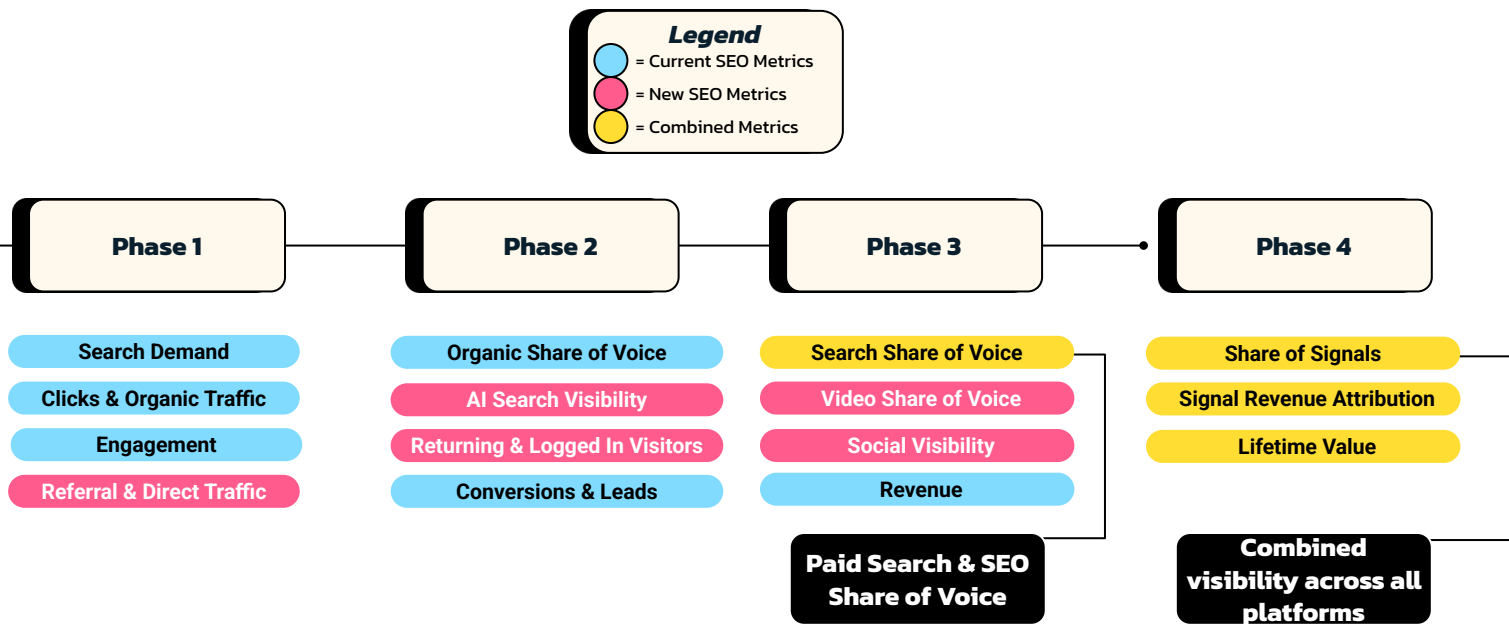 Legend
= Current SEO Metrics
= New SEO Metrics
= Combined Metrics
Phase 1
Phase 2
Phase 3
Phase 4
Search Demand
Clicks & Organic Traffic
Engagement
Referral & Direct Traffic
Organic Share of Voice
AI Search Visibility
Returning & Logged In Visitors
Conversions & Leads
Search Share of Voice
Video Share of Voice
Social Visibility
Revenue
Paid Search & SEO
Share of Voice
Share of Signals
Signal Revenue Attribution
Lifetime Value
Combined
visibility across all
platforms